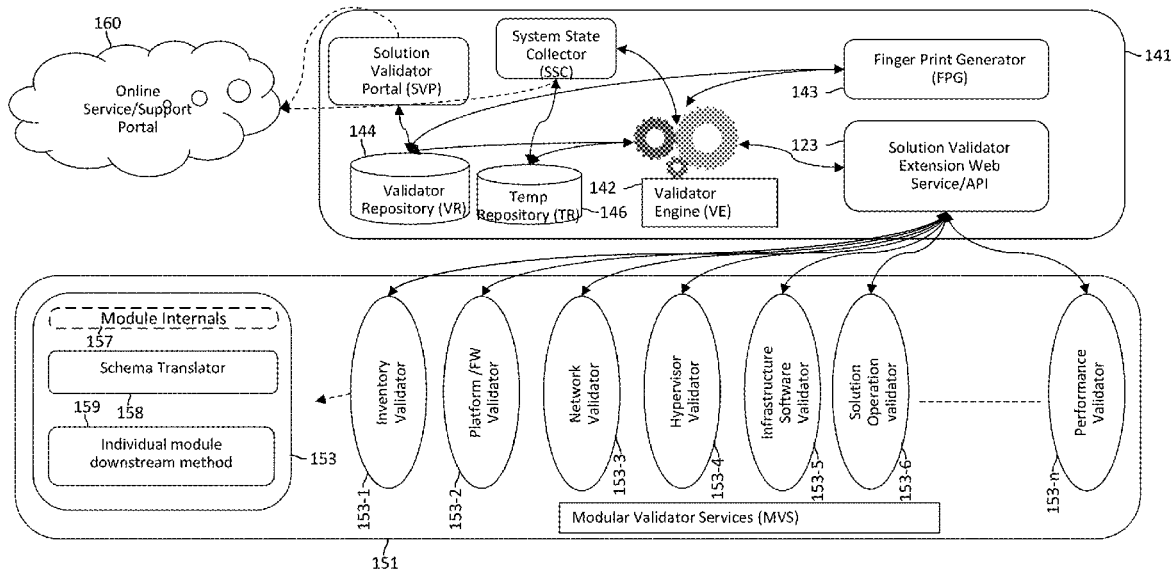 160
Online
Service/Support
Portal
Solution
Validator
Portal (SVP)
System State
Collector
(SSC)
Finger Print Generator
(FPG)
141
143
144
Validator
Repository (VR)
Temp
Repository (TR)
146
142
Validator
Engine (VE)
123
Solution Validator
Extension Web
Service/API
Module Internals
157
Schema Translator
158
159
Individual module
downstream method
153
Inventory
Validator
153-1
Platform /FW
Validator
153-2
Network
Validator
153-3
Hypervisor
Validator
153-4
Infrastructure
Software
Validator
153-5
Solution
Operation
validator
153-6
Performance
Validator
153-n
Modular Validator Services (MVS)
151